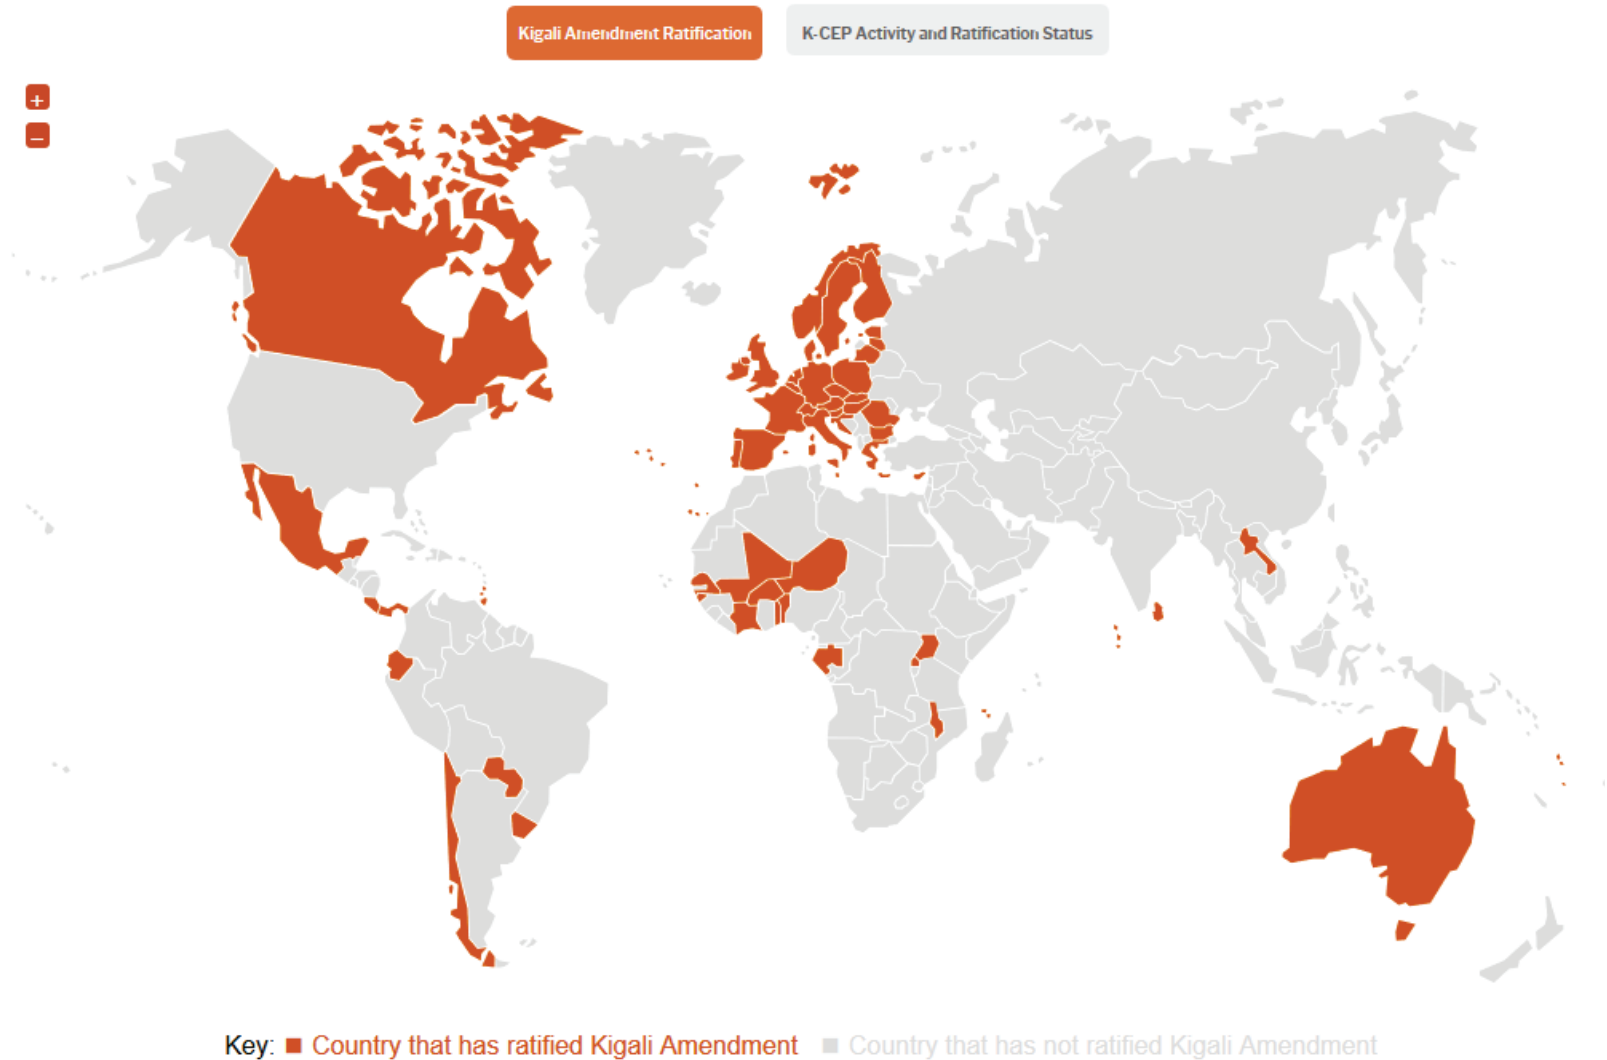 Kigali Amendment Ratification
K-CEP Activity and Ratification Status
+
–
Key: Country that has ratified Kigali Amendment Country that has not ratified Kigali Amendment